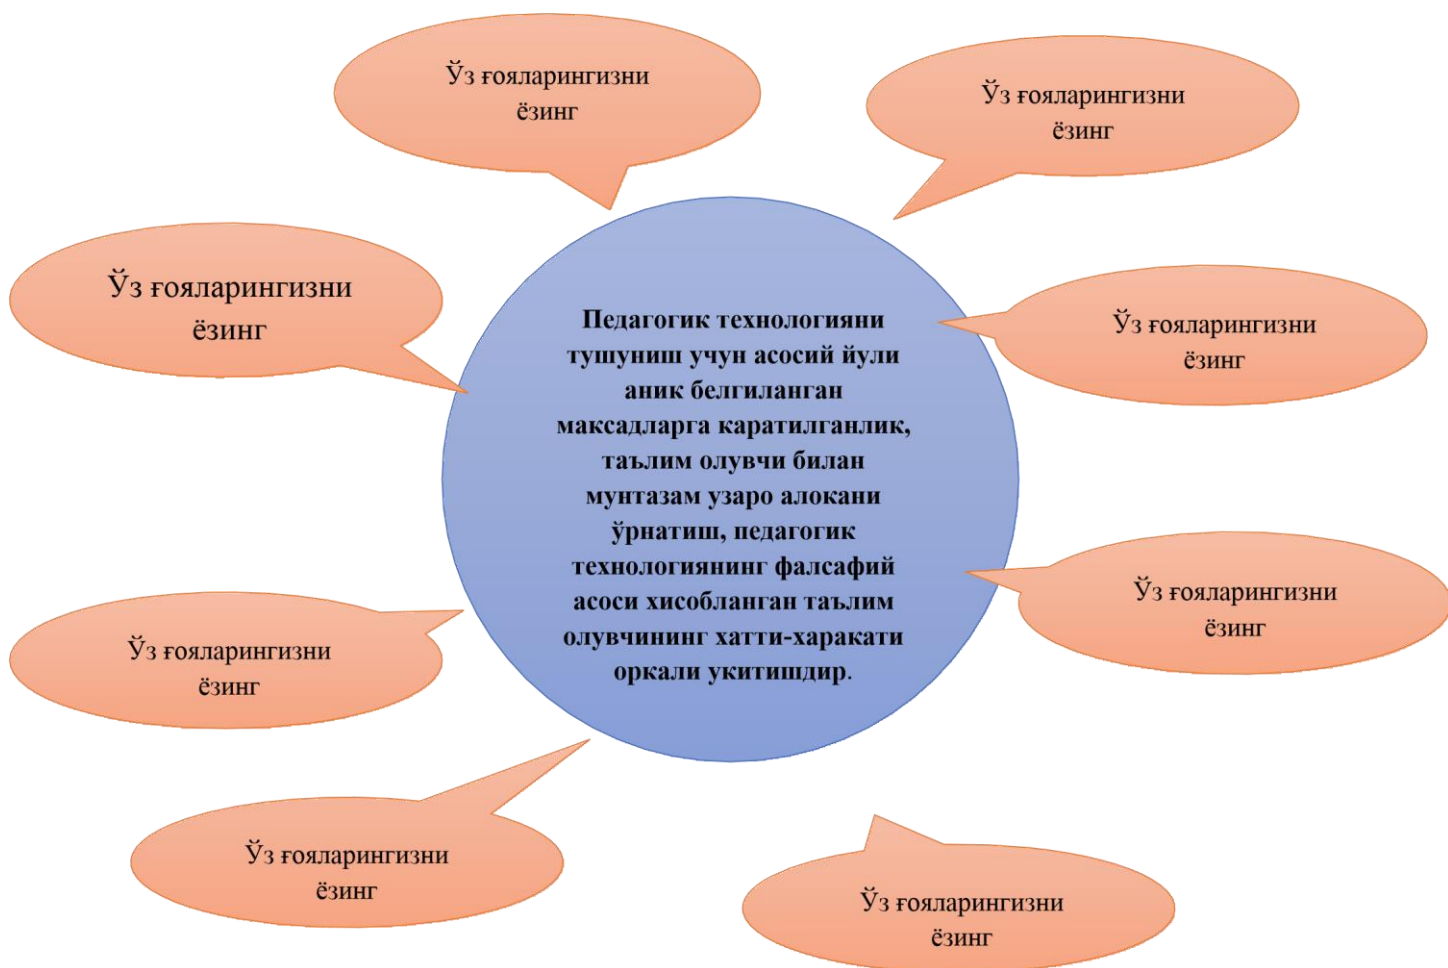 Ўз ғояларингизни
ёзинг
Ўз ғояларингизни
ёзинг
Ўз ғояларингизни
ёзинг
Ўз ғояларингизни
ёзинг
Педагогик технологияни
тушуниш учун асосий йули
аник белгиланган
максадларга каратилганлик,
таълим олувчи билан
мунтазам узаро алокани
ўрнатиш, педагогик
технологиянинг фалсафий
асоси хисобланган таълим
олувчининг хатти-харакати
оркали укитишдир.
Ўз ғояларингизни
ёзинг
Ўз ғояларингизни
ёзинг
Ўз ғояларингизни
ёзинг
Ўз ғояларингизни
ёзинг